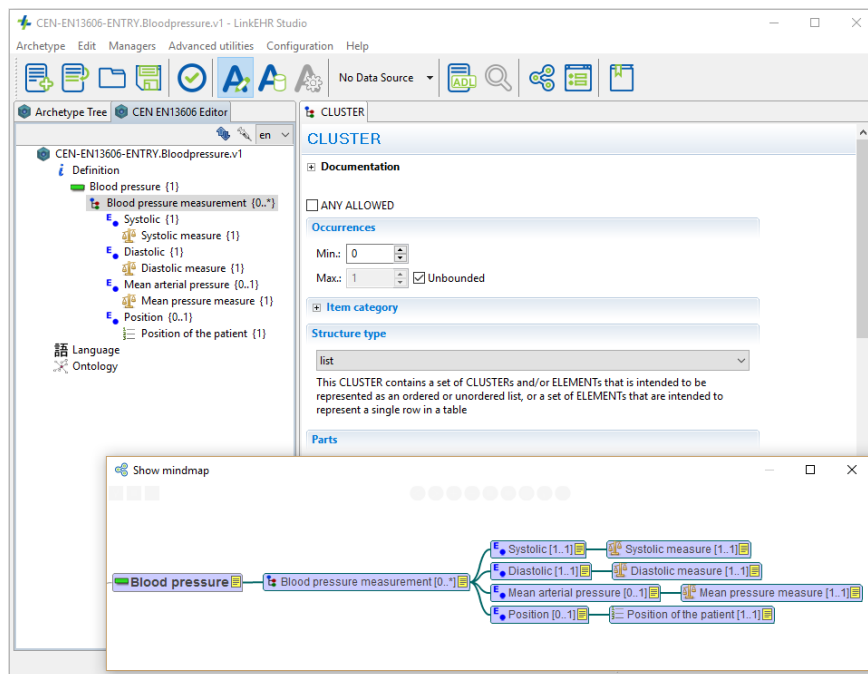 CEN-EN13606-ENTRY.Bloodpressure.v1 - LinkEHR Studio
Archetype Edit Managers Advanced utilities Configuration Help
No Data Source
ADL
Archetype Tree CEN EN13606 Editor
CLUSTER
en
CLUSTER
CEN-EN13606-ENTRY.Bloodpressure.v1
Definition
Documentation
Blood pressure {1}
Blood pressure measurement {0..*}
ANY ALLOWED
Systolic {1}
Occurrences
Systolic measure {1}
Diastolic {1}
Min.: 0
Diastolic measure {1}
Max.: 1 Unbounded
Mean arterial pressure {0..1}
Mean pressure measure {1}
Item category
Position {0..1}
Position of the patient {1}
Structure type
語 Language
list
Ontology
This CLUSTER contains a set of CLUSTERs and/or ELEMENTs that is intended to be
represented as an ordered or unordered list, or a set of ELEMENTs that are intended to
represent a single row in a table
Parts
Show mindmap
Systolic [1..1] Systolic measure [1..1]
Diastolic [1..1] Diastolic measure [1..1]
Blood pressure Blood pressure measurement [0..*]
Mean arterial pressure [0..1] Mean pressure measure [1..1]
Position [0..1] Position of the patient [1..1]
Archetype